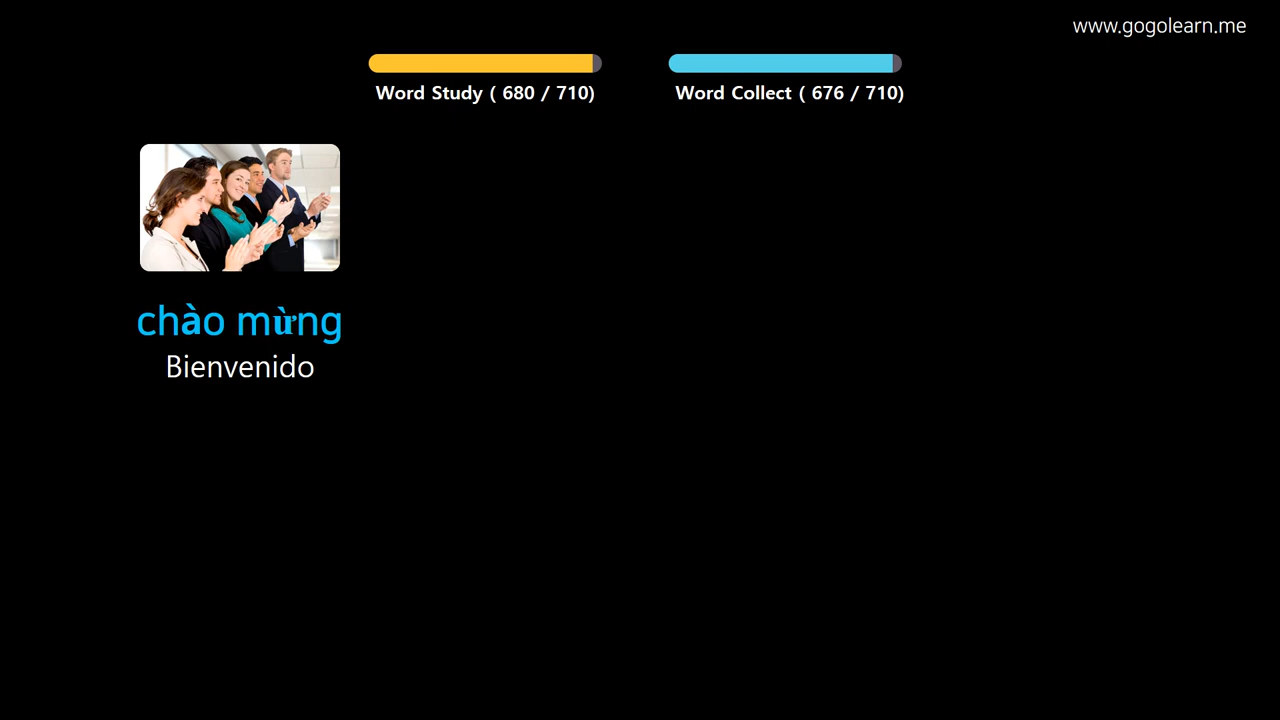 www.gogolearn.me
Word Study ( 680 / 710)
Word Collect ( 676 / 710)
chào mừng
Bienvenido